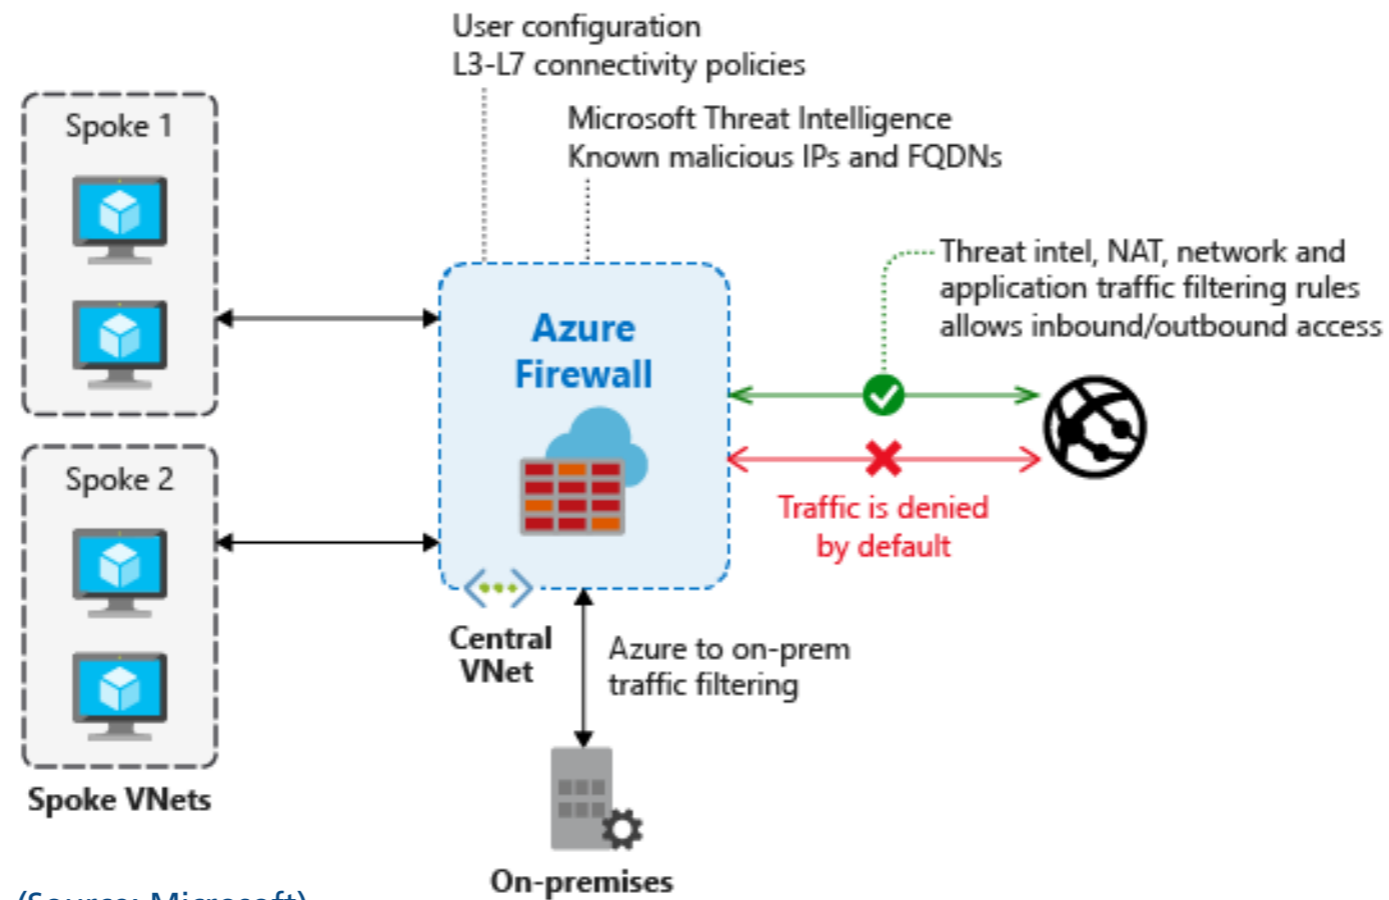 User configuration
L3-L7 connectivity policies
Microsoft Threat Intelligence
Known malicious IPs and FQDNs
Spoke 1
Threat intel, NAT, network and
application traffic filtering rules
allows inbound/outbound access
Azure
Firewall
Spoke 2
Traffic is denied
by default
Central
VNet
Azure to on-prem
traffic filtering
Spoke VNets
On-premises
(Source: Microsoft)